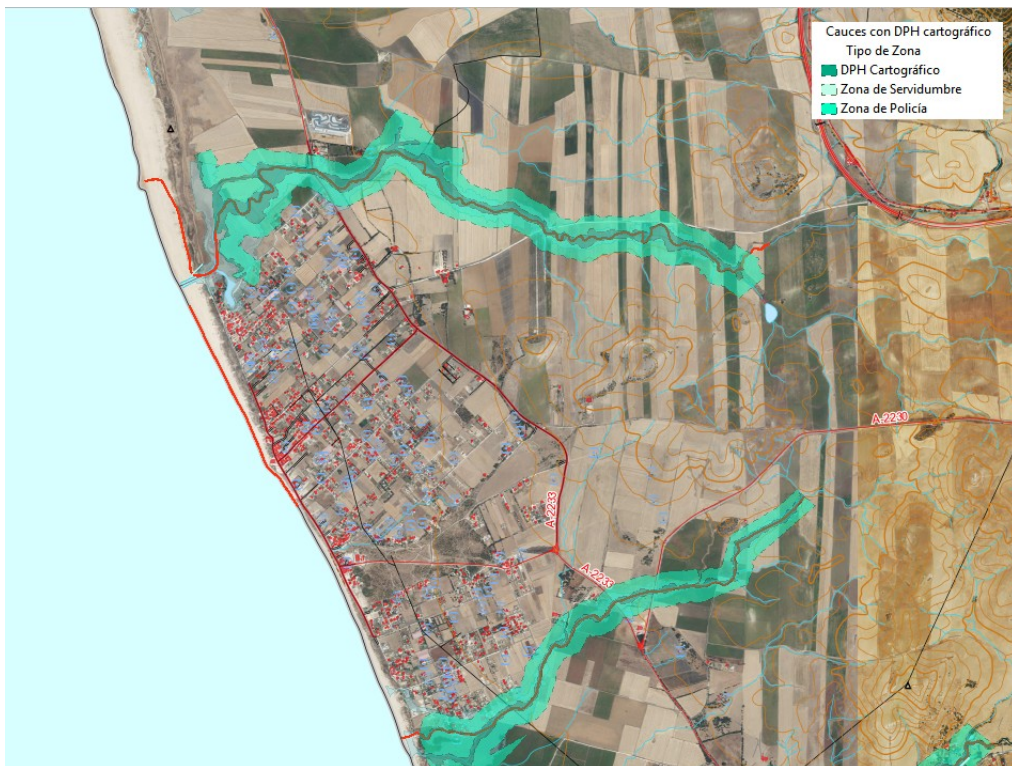 Cauces con DPH cartográfico
Tipo de Zona
DPH Cartográfico
Zona de Servidumbre
Zona de Policía
A-2230
A-2233
A-2233